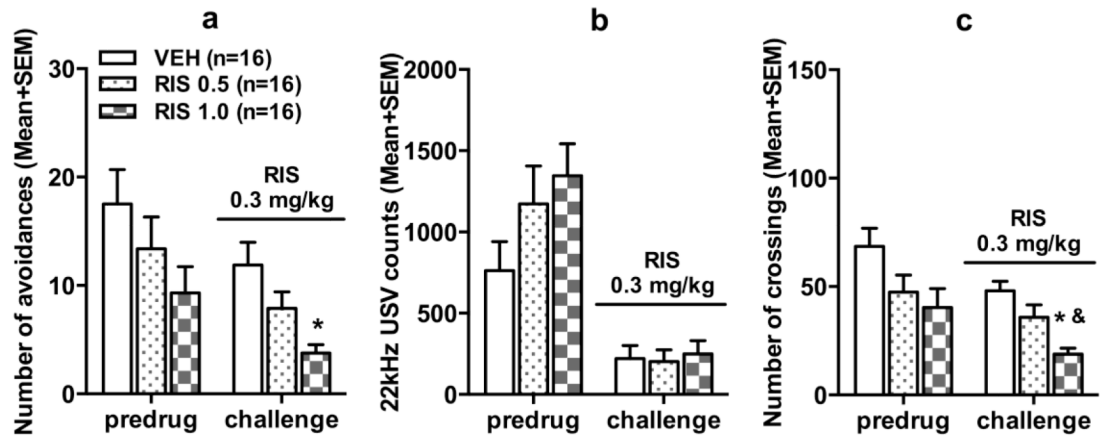 a
Number of avoidances (Mean+SEM)
30
20
10
0
VEH (n=16)
RIS 0.5 (n=16)
RIS 1.0 (n=16)
RIS
0.3 mg/kg
*
predrug
challenge
b
22kHz USV counts (Mean+SEM)
2000
1500
1000
500
0
RIS
0.3 mg/kg
predrug
challenge
c
Number of crossings (Mean+SEM)
150
100
50
0
RIS
0.3 mg/kg
* &
predrug
challenge